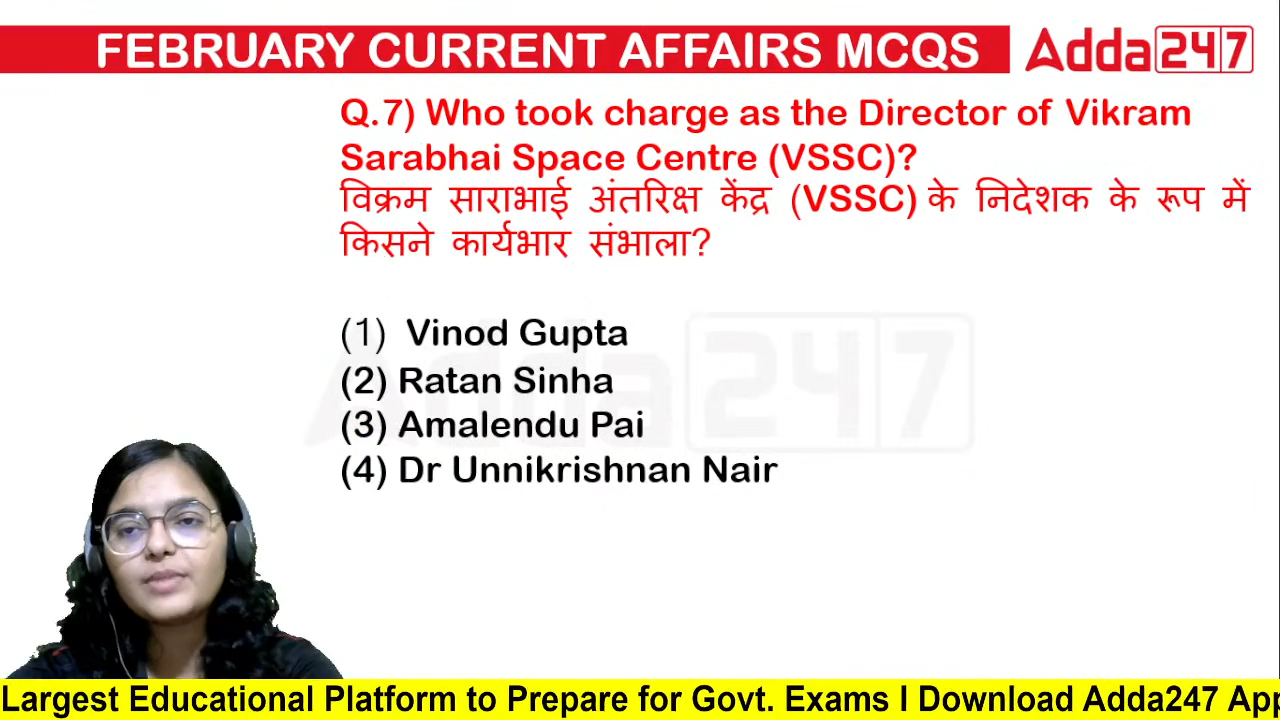 FEBRUARY CURRENT AFFAIRS MCQS
Adda247
Q.7) Who took charge as the Director of Vikram
Sarabhai Space Centre (VSSC)?
विक्रम साराभाई अंतरिक्ष केंद्र (VSSC) के निदेशक के रूप में
किसने कार्यभार संभाला?
Adda247
(1) Vinod Gupta
(2) Ratan Sinha
(3) Amalendu Pai
(4) Dr Unnikrishnan Nair
Largest Educational Platform to Prepare for Govt. Exams I Download Adda247 App